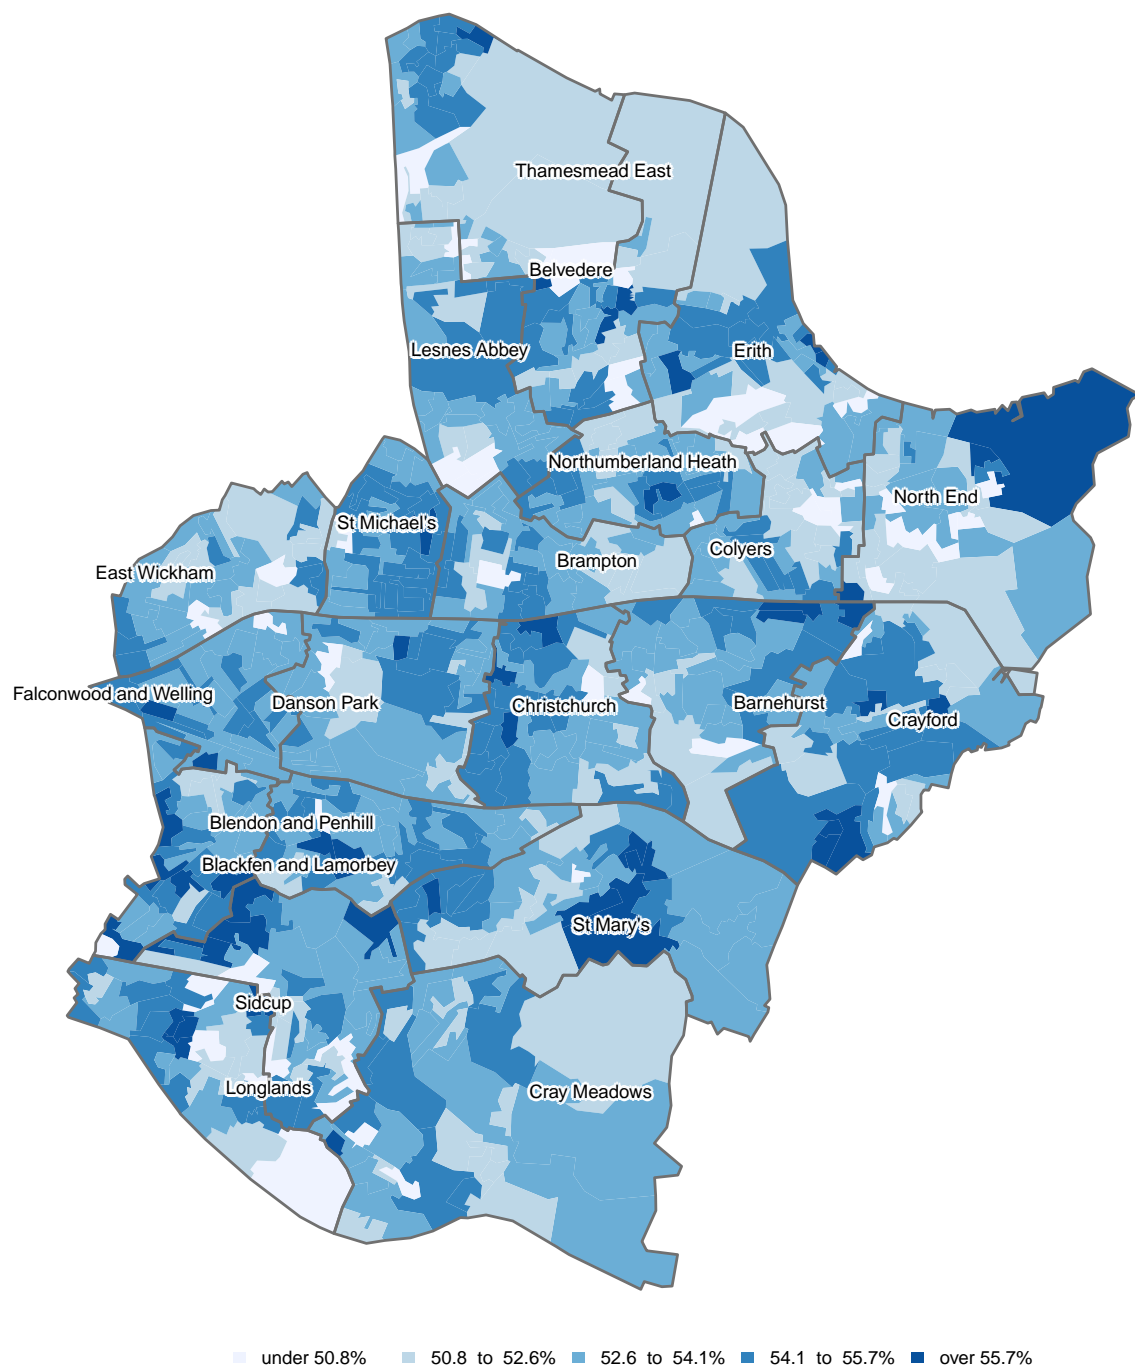 Thamesmead East
Belvedere
Lesnes Abbey
Erith
Northumberland Heath
North End
St Michael's
Colyers
Brampton
East Wickham
Falconwood and Welling
Danson Park
Christchurch
Barnehurst
Crayford
Blendon and Penhill
Blackfen and Lamorbey
St Mary's
Sidcup
Longlands
Cray Meadows
under 50.8% 50.8 to 52.6% 52.6 to 54.1% 54.1 to 55.7% over 55.7%